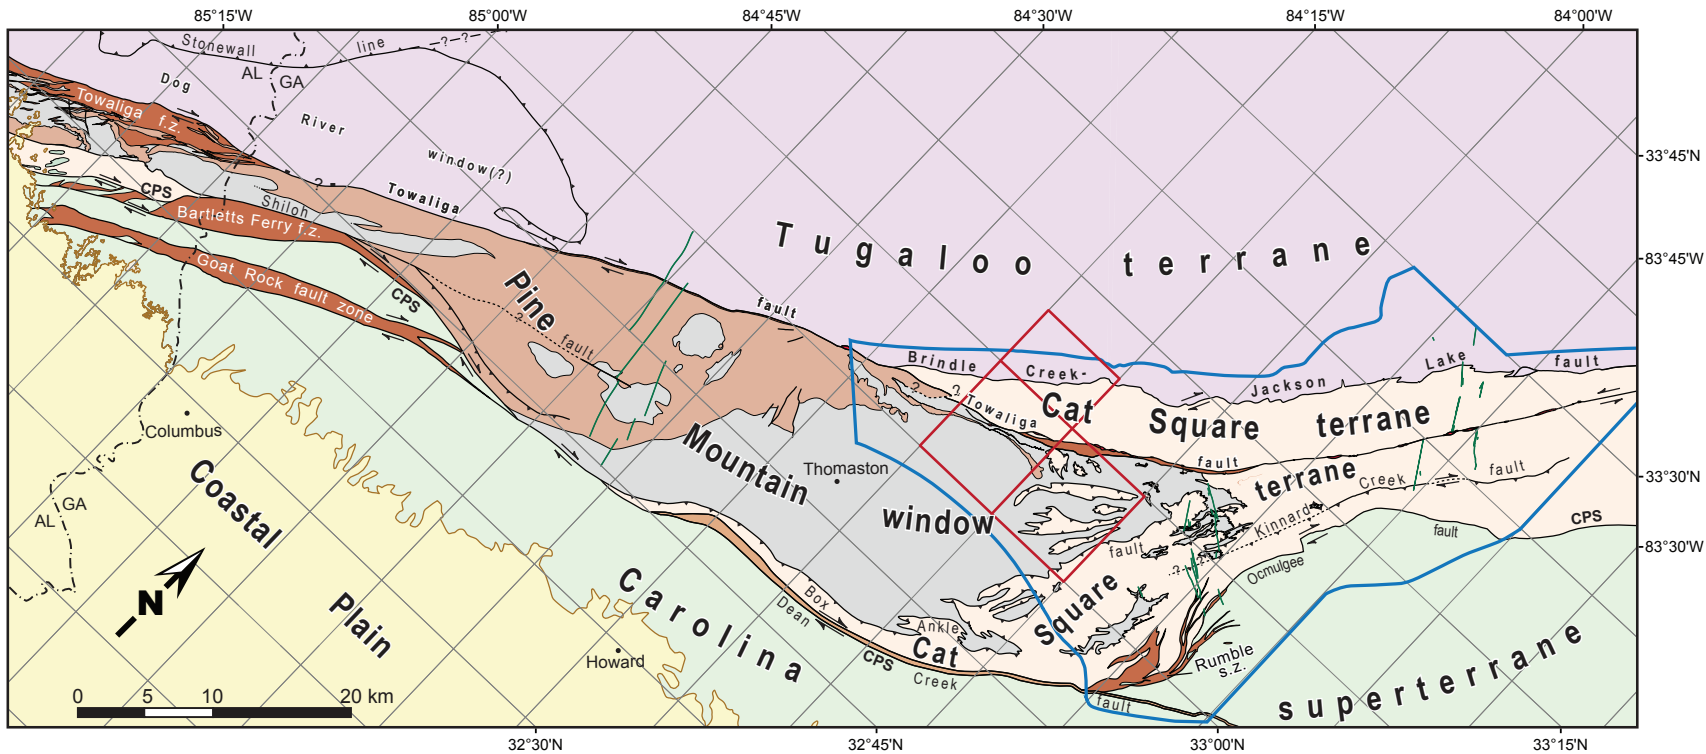 85°15'W
85°00'W
84°45'W
84°30'W
84°15'W
84°00'W
Stonewall line -?-?-
AL GA
Dog River window(?)
Towaliga f.z.
33°45'N
?
Towaliga fault
CPS
Shiloh fault
?
Bartletts Ferry f.z.
Goat Rock fault zone
CPS
Tugaloo terrane
83°45'W
Pine Mountain window
Brindle Creek-Jackson Lake fault
?
?
Towaliga fault
Cat Square terrane
Columbus
Thomaston
33°30'N
Coastal Plain
AL GA
Cat Square terrane
Kinnard Creek fault
? ?
fault
CPS
83°30'W
Ocmulgee fault
N
Carolina superterrane
Box Ankle fault
Dean Creek fault
CPS
Howard
Rumble s.z.
0 5 10 20 km
32°30'N
32°45'N
33°00'N
33°15'N